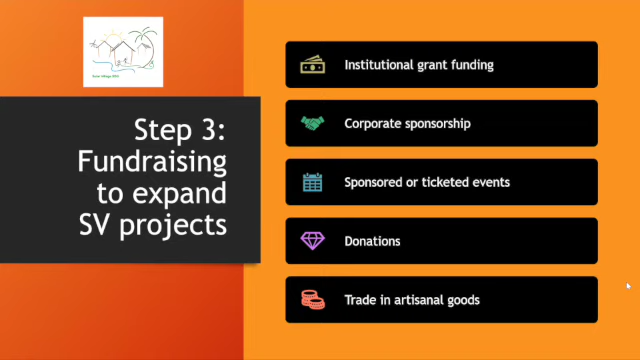 Step 3:
Fundraising
to expand
SV projects
Institutional grant funding
Corporate sponsorship
Sponsored or ticketed events
Donations
Trade in artisanal goods